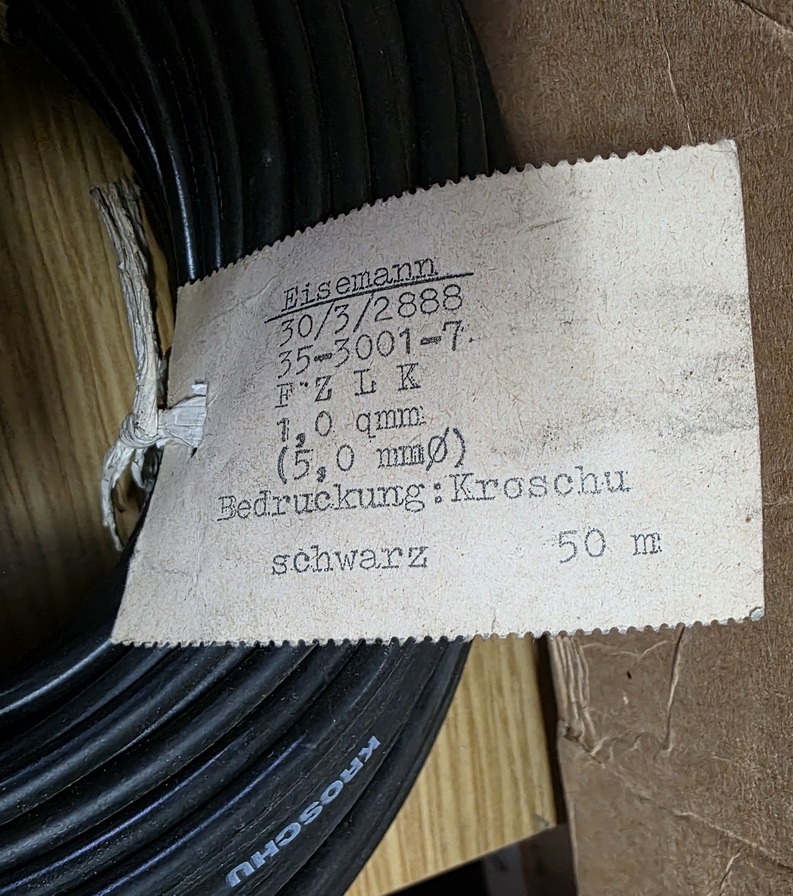 Eisemann
30/3/2888
35-3001-7
F Z L K
1,0 qmm
(5,0 mmØ)
Bedruckung:Kroschu
schwarz 50 m
KROSCHU